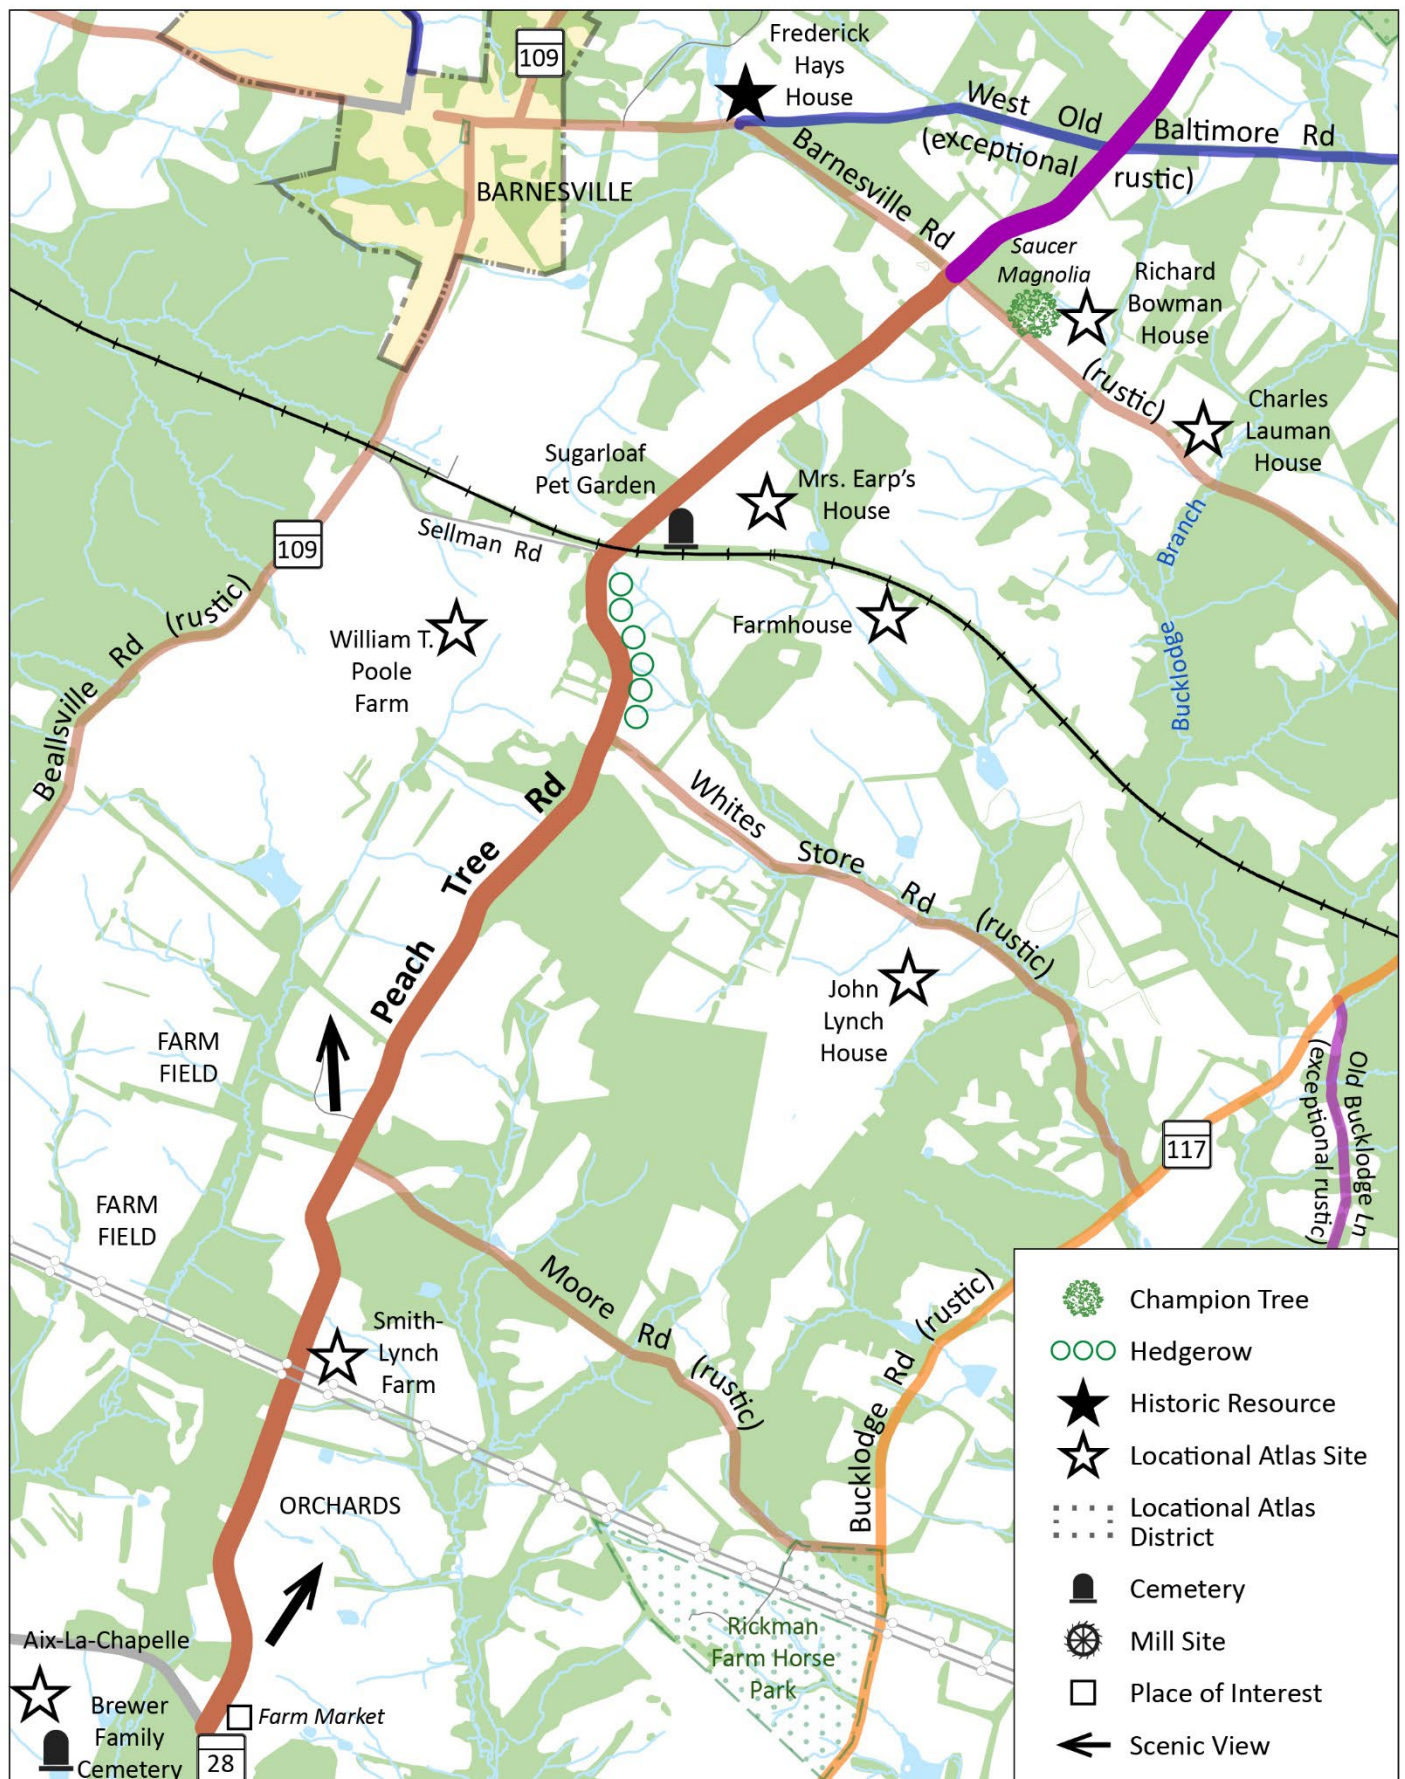 109
Frederick
Hays
House
West Old Baltimore Rd
(exceptional rustic)
BARNESVILLE
Barnesville Rd
(rustic)
Saucer
Magnolia
Richard
Bowman
House
Charles
Lauman
House
Sugarloaf
Pet Garden
Mrs. Earp's
House
Sellman Rd
109
Beallsville Rd (rustic)
William T.
Poole
Farm
Farmhouse
Bucklodge Branch
Peach Tree Rd
Whites Store Rd (rustic)
John
Lynch
House
FARM
FIELD
FARM
FIELD
117
Old Bucklodge Ln
(exceptional rustic)
Moore Rd (rustic)
Smith-
Lynch
Farm
Bucklodge Rd (rustic)
ORCHARDS
Rickman
Farm Horse
Park
Aix-La-Chapelle
Brewer
Family
Cemetery
Farm Market
28
Champion Tree
Hedgerow
Historic Resource
Locational Atlas Site
Locational Atlas
District
Cemetery
Mill Site
Place of Interest
Scenic View